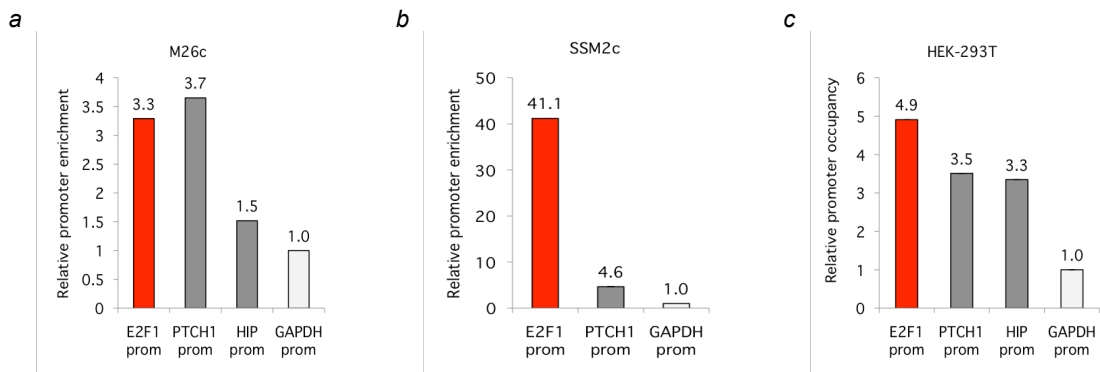 a
M26c
Relative promoter enrichment
4
3.5
3
2.5
2
1.5
1
0.5
0
3.3
3.7
1.5
1.0
E2F1 PTCH1 HIP GAPDH
prom prom prom prom
b
SSM2c
Relative promoter enrichment
50
40
30
20
10
0
41.1
4.6
1.0
E2F1 PTCH1 GAPDH
prom prom prom
c
HEK-293T
Relative promoter occupancy
6
5
4
3
2
1
0
4.9
3.5
3.3
1.0
E2F1 PTCH1 HIP GAPDH
prom prom prom prom